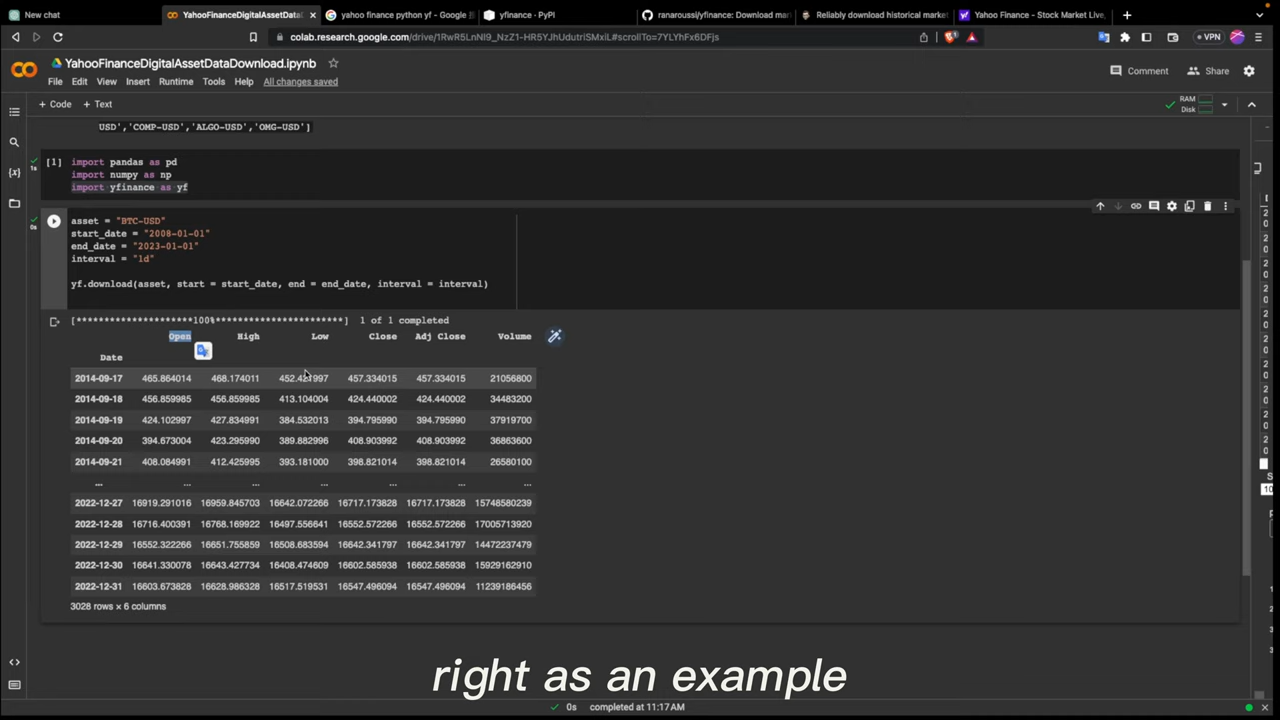 New chat
YahooFinanceDigitalAssetData
yahoo finance python yf - Google
yfinance · PyPI
ranaroussi/yfinance: Download mar
Reliably download historical market
Yahoo Finance - Stock Market Live,
colab.research.google.com/drive/1RwR5LnNI9_NzZ1-HR5YJhUdutriSMxiL#scrollTo=7YLYhFx6DFjs
VPN
YahooFinanceDigitalAssetDataDownload.ipynb
File Edit View Insert Runtime Tools Help All changes saved
Comment Share
+ Code + Text
RAM
Disk
USD','COMP-USD','ALGO-USD','OMG-USD']
[1] import pandas as pd
1s
import numpy as np
import yfinance as yf
asset = "BTC-USD"
0s
start_date = "2008-01-01"
end_date = "2023-01-01"
interval = "1d"
yf.download(asset, start = start_date, end = end_date, interval = interval)
[*********************100%***********************] 1 of 1 completed
Open High Low Close Adj Close Volume
Date
2014-09-17 465.864014 468.174011 452.421997 457.334015 457.334015 21056800
2014-09-18 456.859985 456.859985 413.104004 424.440002 424.440002 34483200
2014-09-19 424.102997 427.834991 384.532013 394.795990 394.795990 37919700
2014-09-20 394.673004 423.295990 389.882996 408.903992 408.903992 36863600
2014-09-21 408.084991 412.425995 393.181000 398.821014 398.821014 26580100
... ... ... ... ... ... ...
2022-12-27 16919.291016 16959.845703 16642.072266 16717.173828 16717.173828 15748580239
2022-12-28 16716.400391 16768.169922 16497.556641 16552.572266 16552.572266 17005713920
2022-12-29 16552.322266 16651.755859 16508.683594 16642.341797 16642.341797 14472237479
2022-12-30 16641.330078 16643.427734 16408.474609 16602.585938 16602.585938 15929162910
2022-12-31 16603.673828 16628.986328 16517.519531 16547.496094 16547.496094 11239186456
3028 rows × 6 columns
right as an example
0s completed at 11:17AM